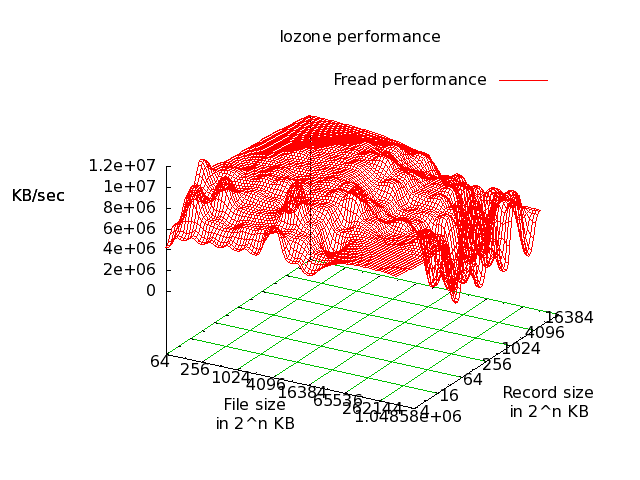 Iozone performance
Fread performance
KB/sec
1.2e+07
1e+07
8e+06
6e+06
4e+06
2e+06
0
64
256
1024
4096
16384
65536
262144
1.04858e+06
File size
in 2^n KB
4
16
64
256
1024
4096
16384
Record size
in 2^n KB